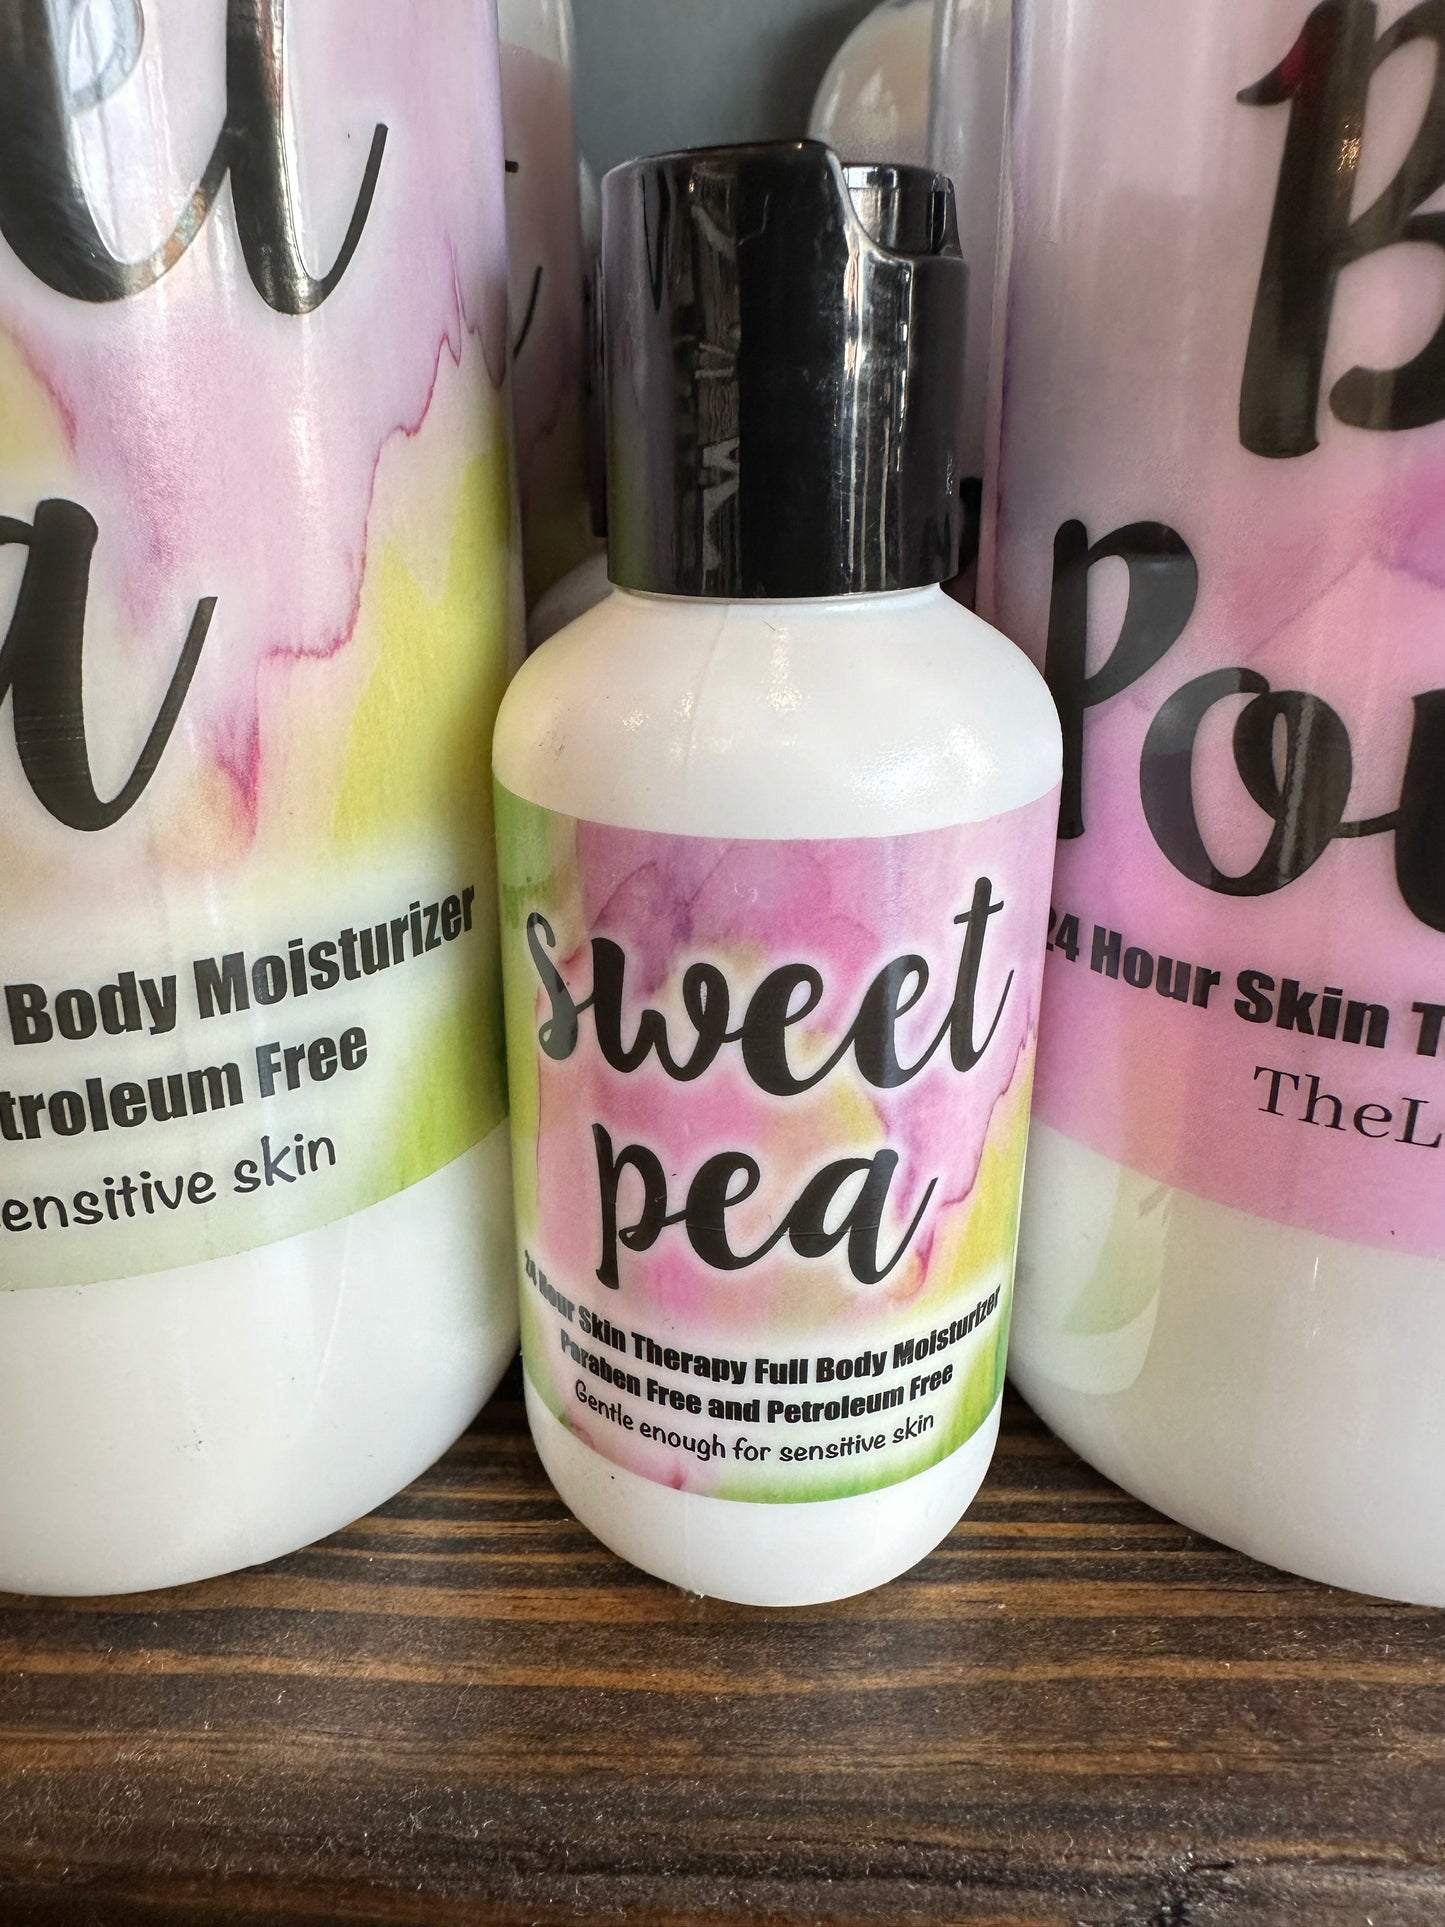 a
Body Moisturizer
troleum Free
ensitive skin
sweet
pea
24 Hour Skin Therapy Full Body Moisturizer
Paraben Free and Petroleum Free
Gentle enough for sensitive skin
B
Pou
24 Hour Skin T
TheL